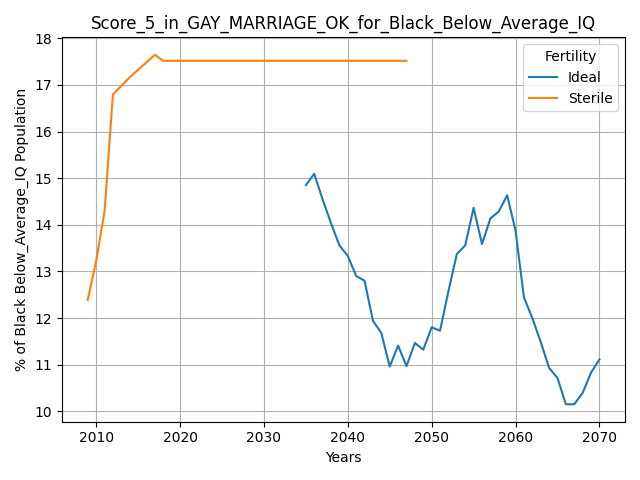 Score_5_in_GAY_MARRIAGE_OK_for_Black_Below_Average_IQ
% of Black Below_Average_IQ Population
18
17
16
15
14
13
12
11
10
Fertility
Ideal
Sterile
2010 2020 2030 2040 2050 2060 2070
Years